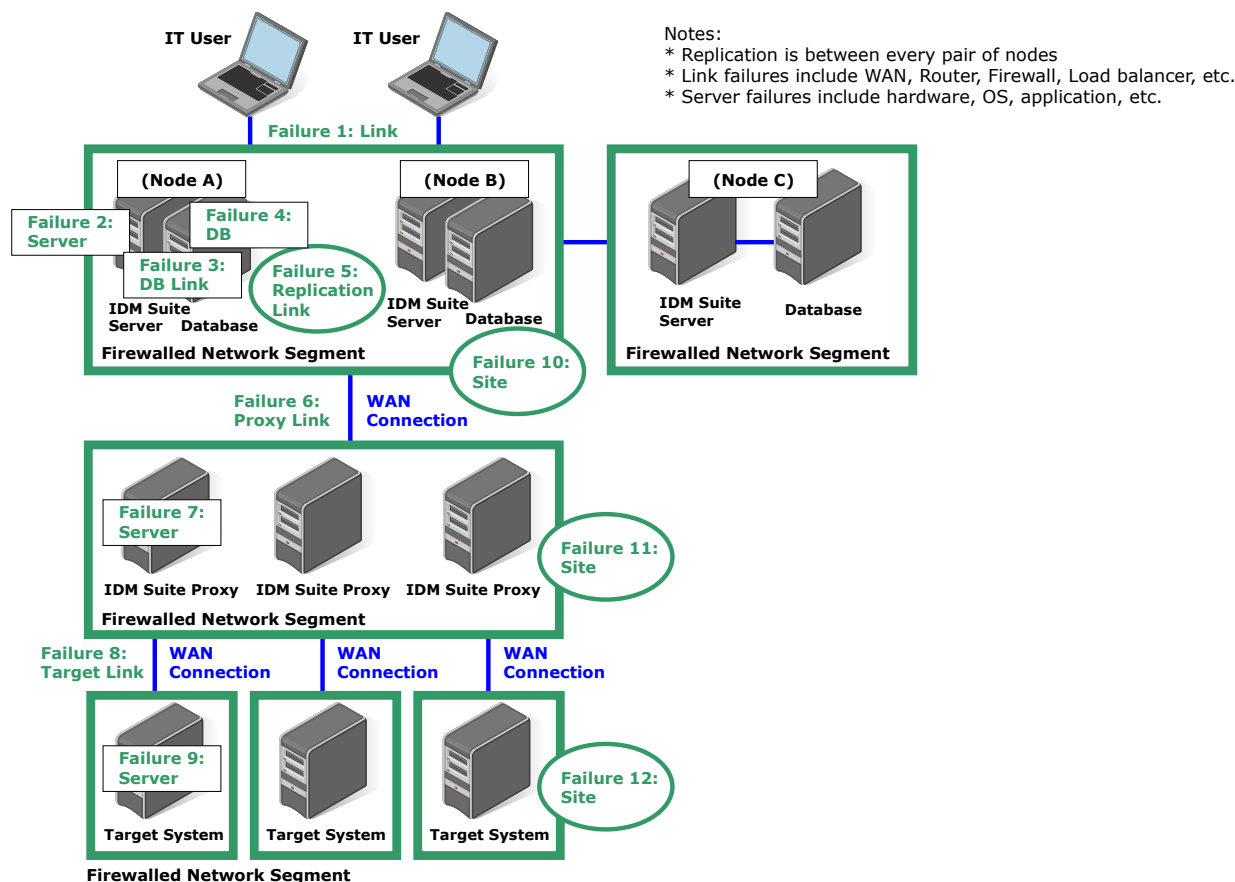 IT User
IT User
Notes:
* Replication is between every pair of nodes
* Link failures include WAN, Router, Firewall, Load balancer, etc.
* Server failures include hardware, OS, application, etc.
Failure 1: Link
(Node A)
(Node B)
(Node C)
Failure 2:
Server
Failure 4:
DB
Failure 3:
DB Link
Failure 5:
Replication
Link
IDM Suite
Server
Database
IDM Suite
Server
Database
IDM Suite
Server
Database
Firewalled Network Segment
Firewalled Network Segment
Failure 10:
Site
Failure 6:
Proxy Link
WAN
Connection
Failure 7:
Server
Failure 11:
Site
IDM Suite Proxy
IDM Suite Proxy
IDM Suite Proxy
Firewalled Network Segment
Failure 8:
Target Link
WAN
Connection
WAN
Connection
WAN
Connection
Failure 9:
Server
Failure 12:
Site
Target System
Target System
Target System
Firewalled Network Segment